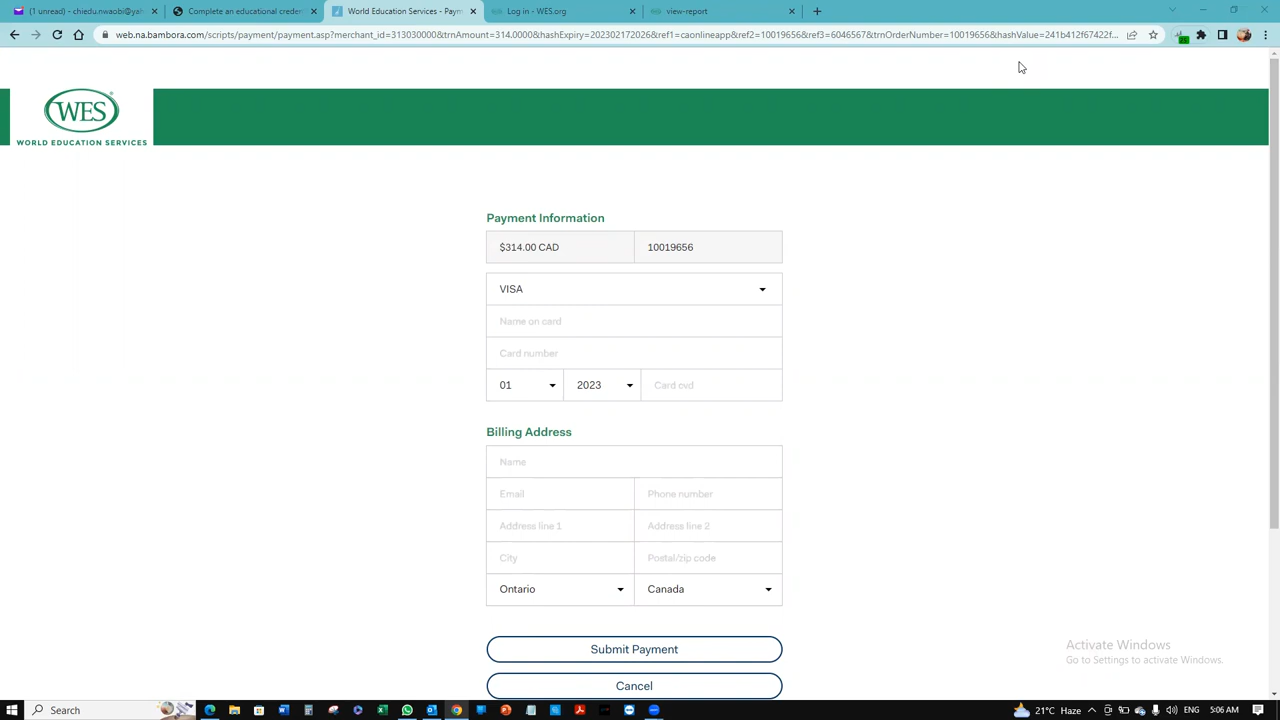 (1 unread) - chiedu.nwabi@yal
Complete an educational creden
World Education Services - Paym
Log in - WES.org
view-report
web.na.bambora.com/scripts/payment/payment.asp?merchant_id=313030000&trnAmount=314.0000&hashExpiry=202302172026&ref1=caonlineapp&ref2=10019656&ref3=6046567&trnOrderNumber=10019656&hashValue=241b412f67422f...
WES
WORLD EDUCATION SERVICES
Payment Information
$314.00 CAD
10019656
VISA
Name on card
Card number
01
2023
Card cvd
Billing Address
Name
Email
Phone number
Address line 1
Address line 2
City
Postal/zip code
Ontario
Canada
Submit Payment
Cancel
Activate Windows
Go to Settings to activate Windows.
Search
21°C Haze
5:06 AM